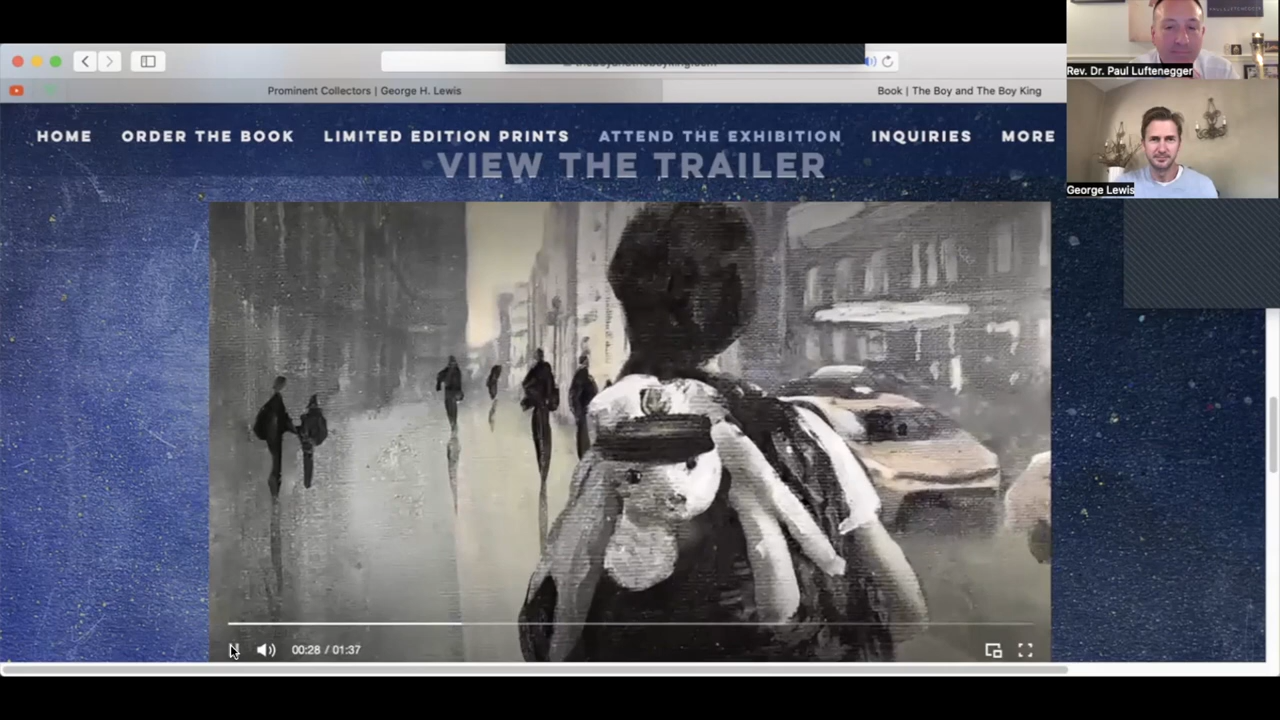 Prominent Collectors | George H. Lewis
Book | The Boy and The Boy King
HOME ORDER THE BOOK LIMITED EDITION PRINTS ATTEND THE EXHIBITION INQUIRIES MORE
VIEW THE TRAILER
00:28 / 01:37
Rev. Dr. Paul Luftenegger
George Lewis